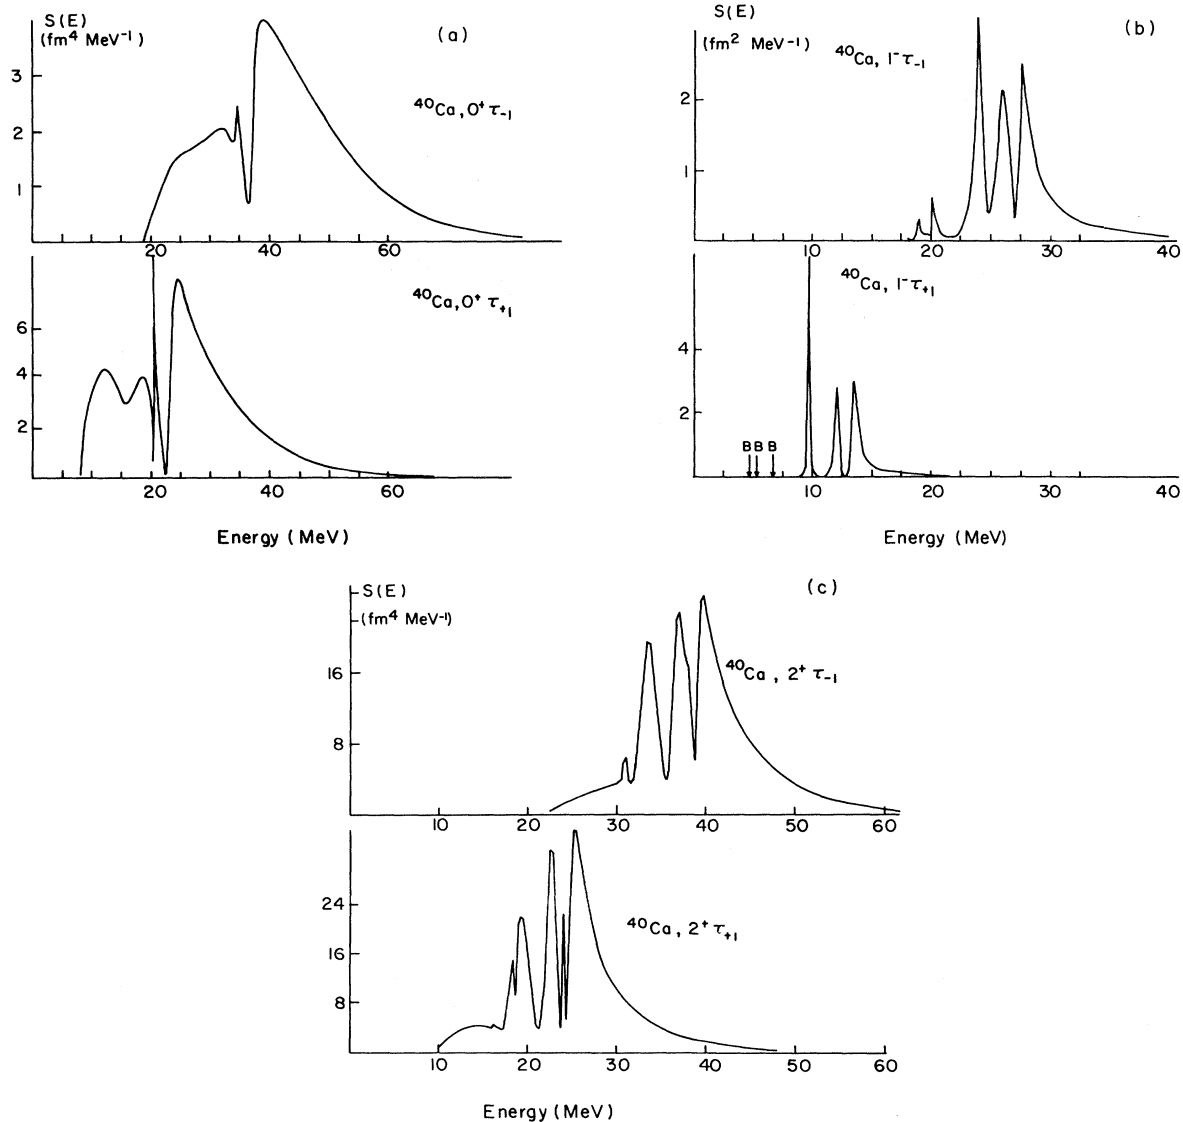 S(E)
(fm⁴ MeV⁻¹)
(a)
⁴⁰Ca, 0⁺ τ₋₁
3
2
1
20 40 60
⁴⁰Ca, 0⁺ τ₊₁
6
4
2
20 40 60
Energy (MeV)
S(E)
(fm² MeV⁻¹)
(b)
⁴⁰Ca, 1⁻ τ₋₁
2
1
10 20 30 40
⁴⁰Ca, 1⁻ τ₊₁
4
2
B B B
10 20 30 40
Energy (MeV)
S(E)
(fm⁴ MeV⁻¹)
(c)
⁴⁰Ca, 2⁺ τ₋₁
16
8
10 20 30 40 50 60
⁴⁰Ca, 2⁺ τ₊₁
24
16
8
10 20 30 40 50 60
Energy (MeV)